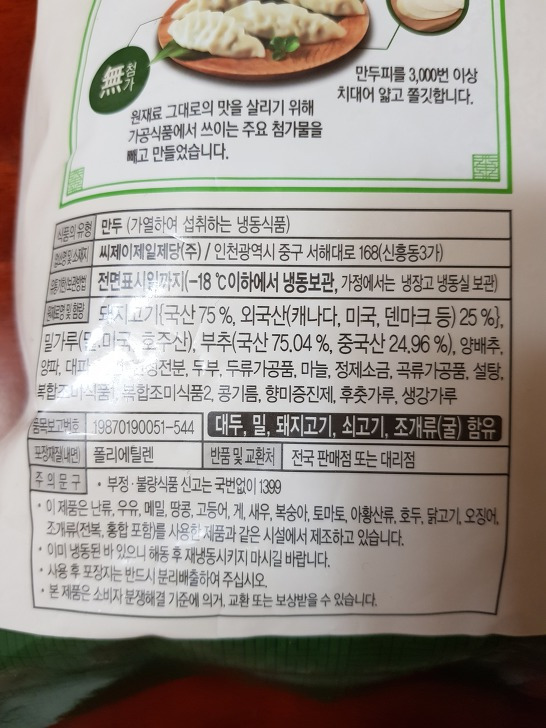 無
첨가
원재료 그대로의 맛을 살리기 위해
가공식품에서 쓰이는 주요 첨가물을
빼고 만들었습니다.
만두피를 3,000번 이상
치대어 얇고 쫄깃합니다.
식품의 유형 만두 (가열하여 섭취하는 냉동식품)
씨제이제일제당(주) / 인천광역시 중구 서해대로 168(신흥동3가)
전면표시일까지(-18 ℃이하에서 냉동보관, 가정에서는 냉장고 냉동실 보관)
원재료명 및 함량 돼지고기{국산 75 %, 외국산(캐나다, 미국, 덴마크 등) 25 %},
밀가루(밀:미국, 호주산), 부추(국산 75.04 %, 중국산 24.96 %), 양배추,
양파, 두부, 두류가공품, 마늘, 정제소금, 곡류가공품, 설탕,
복합조미식품1, 복합조미식품2, 콩기름, 향미증진제, 후춧가루, 생강가루
품목보고번호 19870190051-544 대두, 밀, 돼지고기, 쇠고기, 조개류(굴) 함유
포장재질(내면) 폴리에틸렌 반품 및 교환처 전국 판매점 또는 대리점
주 의 문 구 • 부정·불량식품 신고는 국번없이 1399
• 이 제품은 난류, 우유, 메밀, 땅콩, 고등어, 게, 새우, 복숭아, 토마토, 아황산류, 호두, 닭고기, 오징어,
조개류(전복, 홍합 포함)를 사용한 제품과 같은 시설에서 제조하고 있습니다.
• 이미 냉동된 바 있으니 해동 후 재냉동시키지 마시길 바랍니다.
• 사용 후 포장지는 반드시 분리배출하여 주십시오.
• 본 제품은 소비자 분쟁해결 기준에 의거, 교환 또는 보상받을 수 있습니다.